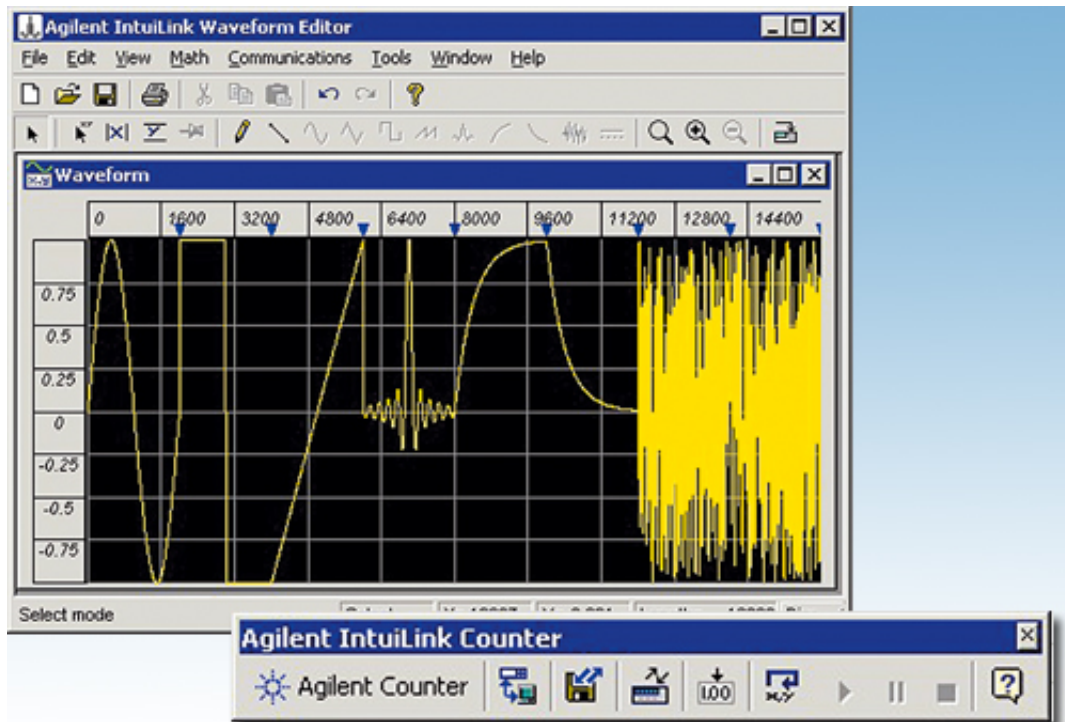 Agilent IntuiLink Waveform Editor
File Edit View Math Communications Tools Window Help
Waveform
0 1600 3200 4800 6400 8000 9600 11200 12800 14400
0.75
0.5
0.25
0
-0.25
-0.5
-0.75
Select mode
Agilent IntuiLink Counter
Agilent Counter 1.00 X,Y